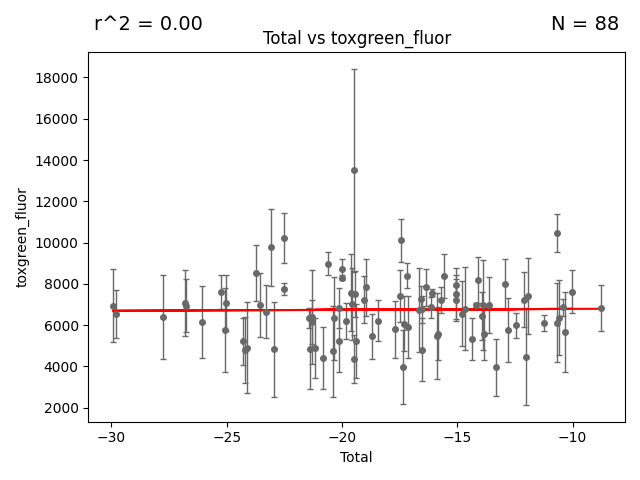 r^2 = 0.00
N = 88
Total vs toxgreen_fluor
18000
16000
14000
12000
10000
8000
6000
4000
2000
toxgreen_fluor
−30
−25
−20
−15
−10
Total